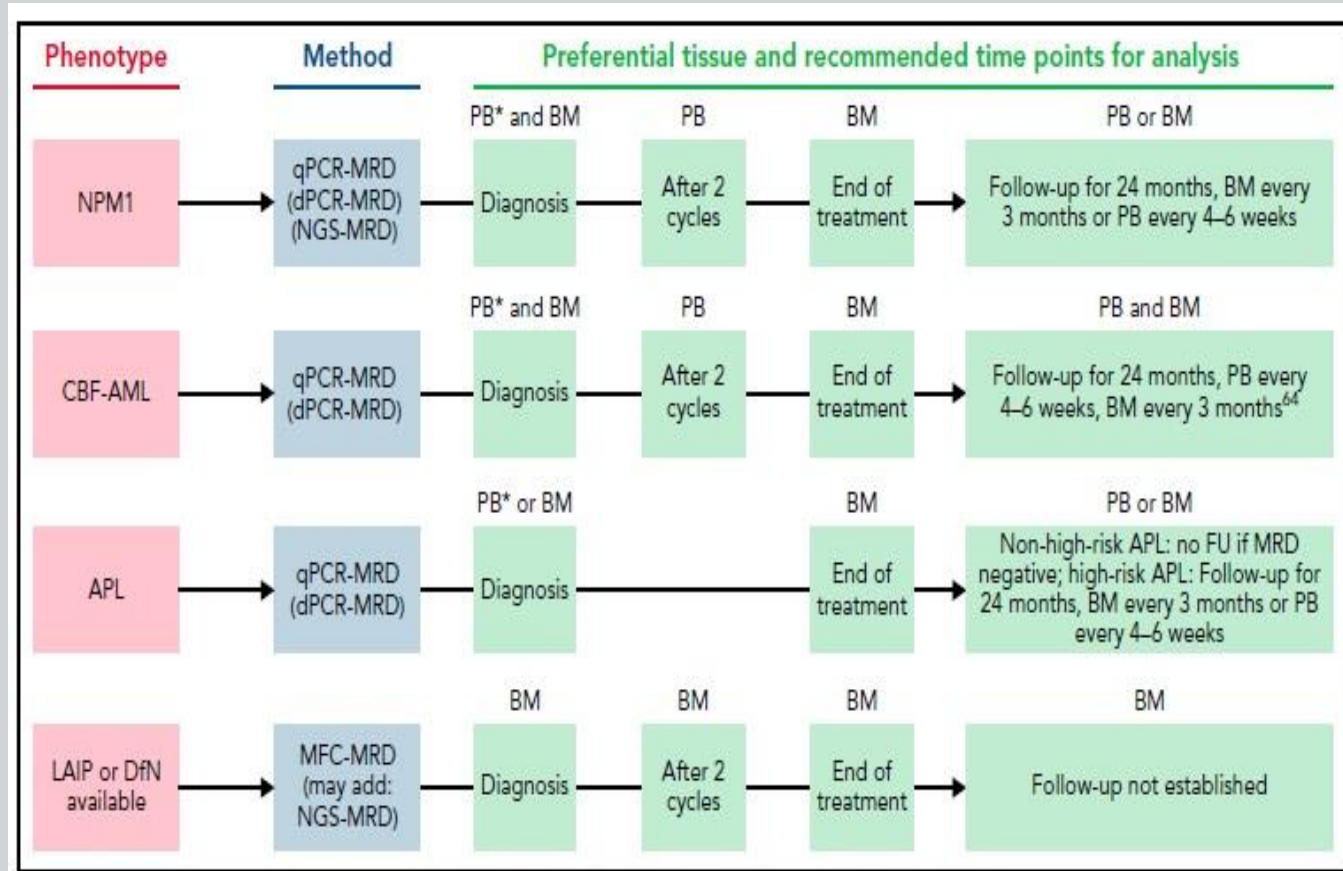 Phenotype Method Preferential tissue and recommended time points for analysis
PB* and BM PB BM PB or BM
NPM1
qPCR-MRD
(dPCR-MRD)
(NGS-MRD)
Diagnosis
After 2
cycles
End of
treatment
Follow-up for 24 months, BM every
3 months or PB every 4–6 weeks
PB* and BM PB BM PB and BM
CBF-AML
qPCR-MRD
(dPCR-MRD)
Diagnosis
After 2
cycles
End of
treatment
Follow-up for 24 months, PB every
4–6 weeks, BM every 3 months64
PB* or BM BM PB or BM
APL
qPCR-MRD
(dPCR-MRD)
Diagnosis
End of
treatment
Non-high-risk APL: no FU if MRD
negative; high-risk APL: Follow-up for
24 months, BM every 3 months or PB
every 4–6 weeks
BM BM BM BM
LAIP or DfN
available
MFC-MRD
(may add:
NGS-MRD)
Diagnosis
After 2
cycles
End of
treatment
Follow-up not established